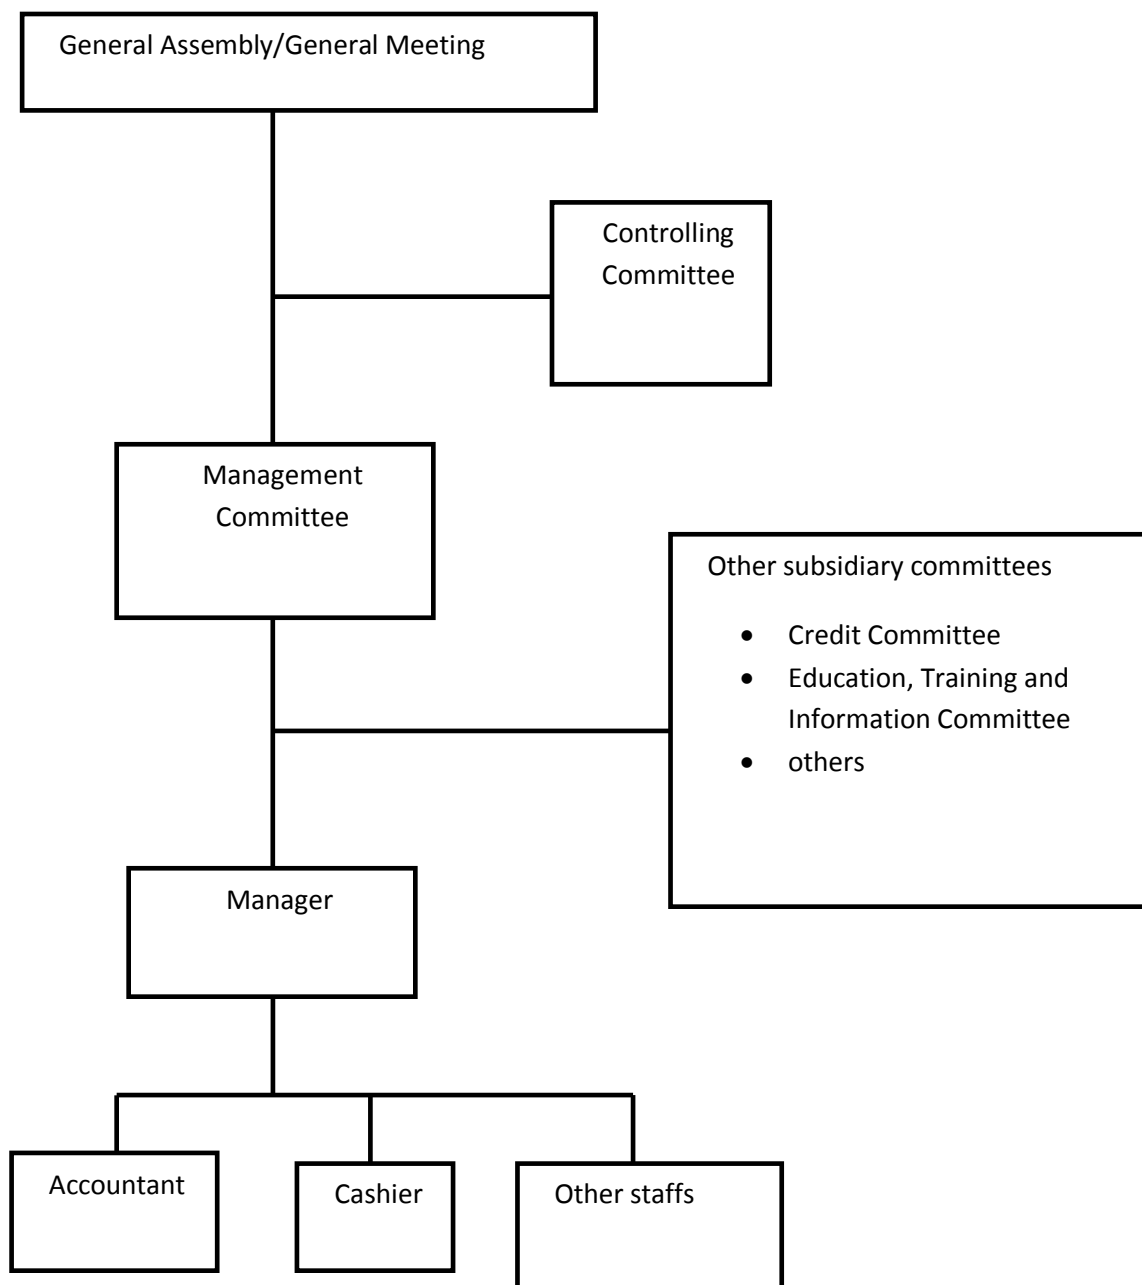 General Assembly/General Meeting
Controlling
Committee
Management
Committee
Other subsidiary committees
• Credit Committee
• Education, Training and
Information Committee
• others
Manager
Accountant
Cashier
Other staffs